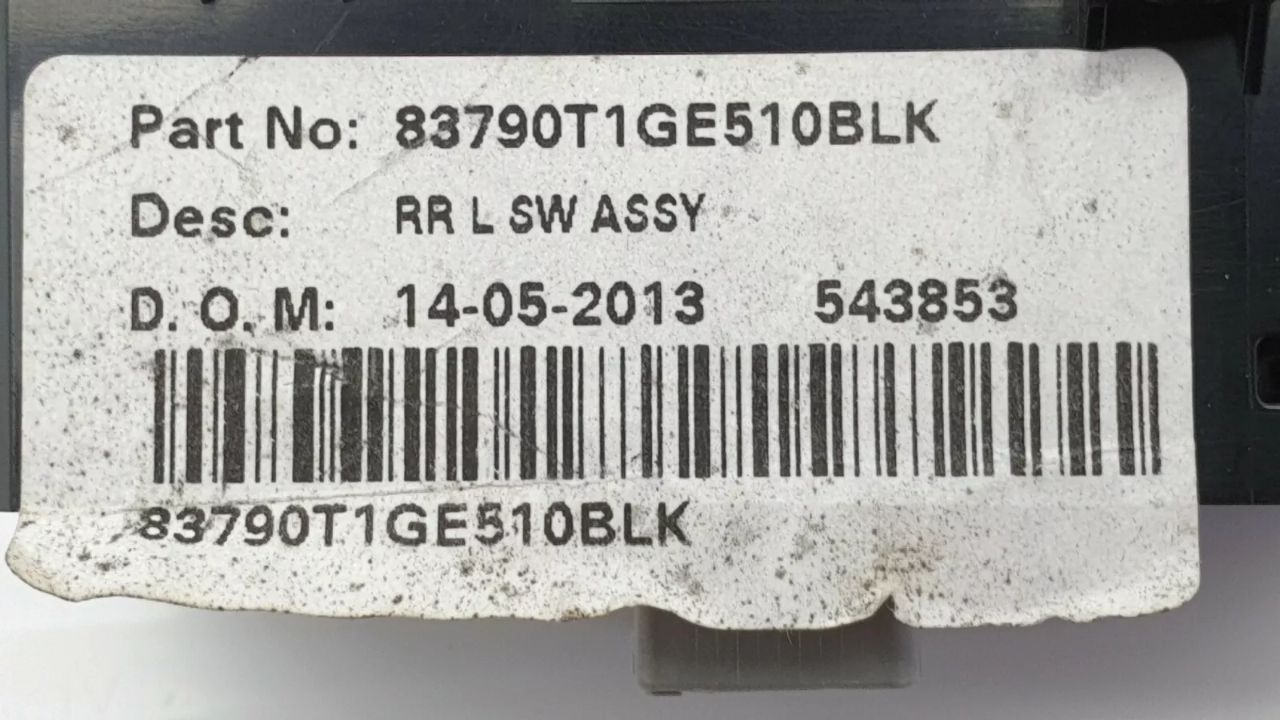 Part No: 83790T1GE510BLK
Desc: RR L SW ASSY
D. O. M: 14-05-2013 543853
83790T1GE510BLK